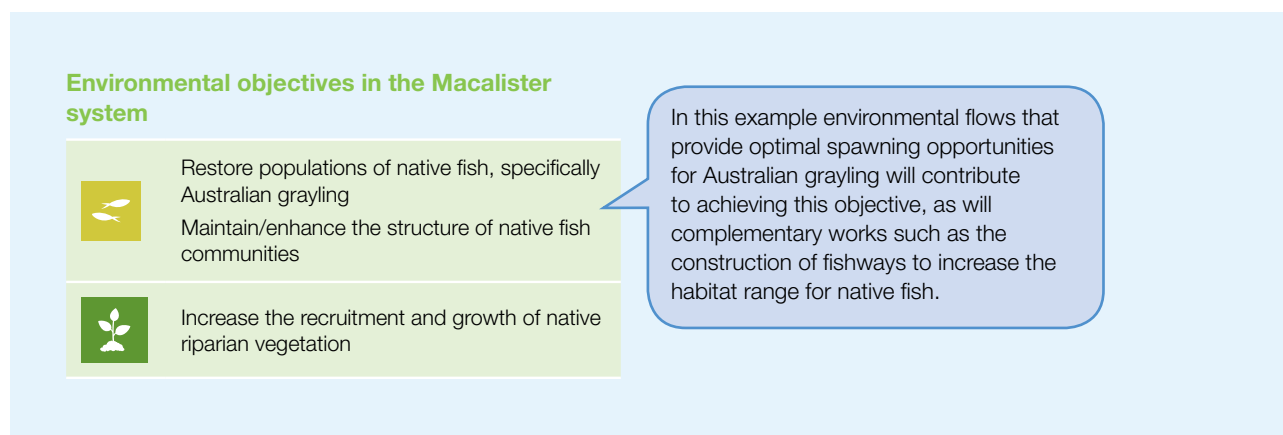 Environmental objectives in the Macalister
system
Restore populations of native fish, specifically
Australian grayling
Maintain/enhance the structure of native fish
communities
Increase the recruitment and growth of native
riparian vegetation
In this example environmental flows that
provide optimal spawning opportunities
for Australian grayling will contribute
to achieving this objective, as will
complementary works such as the
construction of fishways to increase the
habitat range for native fish.